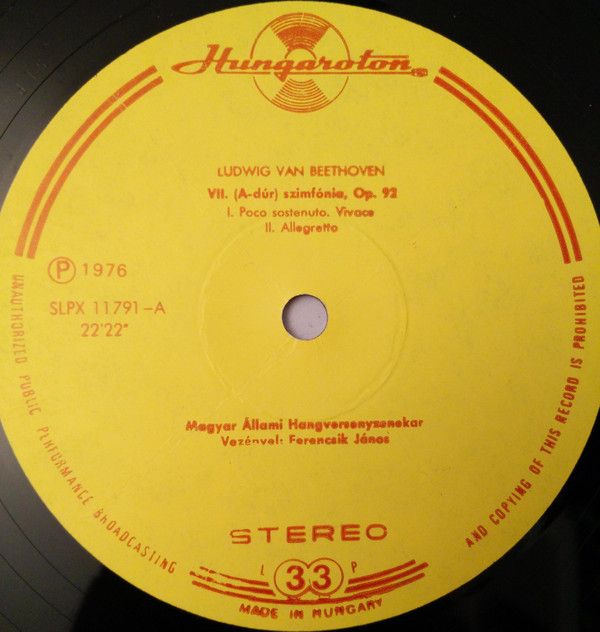 Hungaroton®
LUDWIG VAN BEETHOVEN
VII. (A-dúr) szimfónia, Op. 92
I. Poco sostenuto. Vivace
II. Allegretto
Ⓟ 1976
SLPX 11791-A
22'22"
Magyar Állami Hangversenyzenekar
Vezényel: Ferencsik János
STEREO
L 33 P
MADE IN HUNGARY
UNAUTHORIZED PUBLIC PERFORMANCE BROADCASTING
AND COPYING OF THIS RECORD IS PROHIBITED